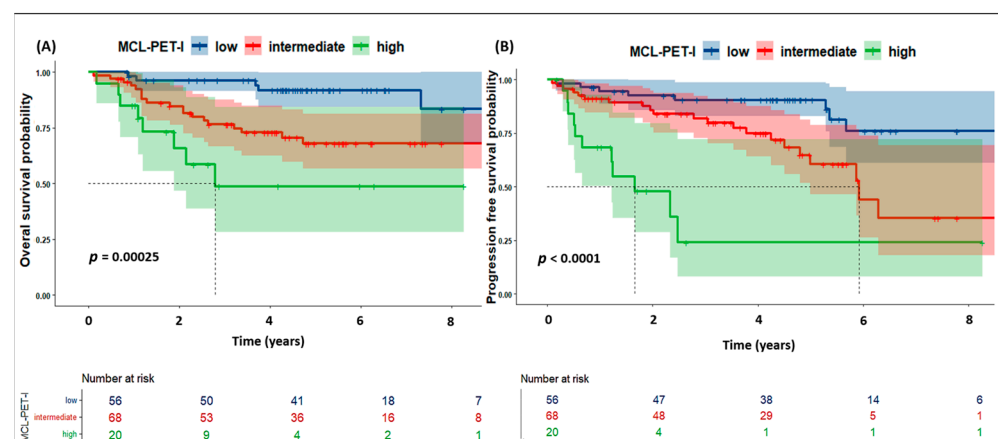 (A) MCL-PET-I low intermediate high
Overall survival probability
1.00
0.75
0.50
0.25
0.00
p = 0.00025
0 2 4 6 8
Time (years)
Number at risk
MCL-PET-I
low 56 50 41 18 7
intermediate 68 53 36 16 8
high 20 9 4 2 1
(B) MCL-PET-I low intermediate high
Progression free survival probability
1.00
0.75
0.50
0.25
0.00
p < 0.0001
0 2 4 6 8
Time (years)
Number at risk
56 47 38 14 6
68 48 29 5 1
20 4 1 1 1